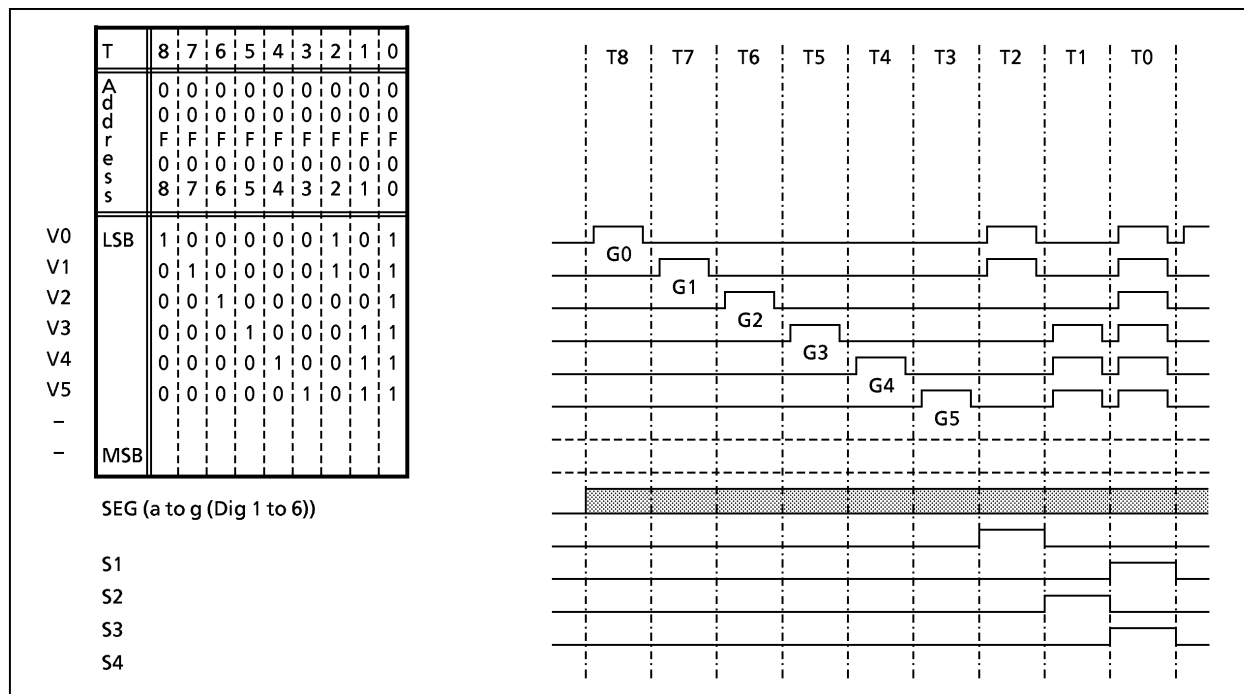 T 8 7 6 5 4 3 2 1 0
Address
0 0 0 0 0 0 0 0 0
0 0 0 0 0 0 0 0 0
F F F F F F F F F
0 0 0 0 0 0 0 0 0
8 7 6 5 4 3 2 1 0
V0 LSB 1 0 0 0 0 0 1 0 1
V1 0 1 0 0 0 0 1 0 1
V2 0 0 1 0 0 0 0 0 1
V3 0 0 0 1 0 0 0 1 1
V4 0 0 0 0 1 0 0 1 1
V5 0 0 0 0 0 1 0 1 1
–
– MSB
SEG (a to g (Dig 1 to 6))
S1
S2
S3
S4
T8 T7 T6 T5 T4 T3 T2 T1 T0
G0
G1
G2
G3
G4
G5